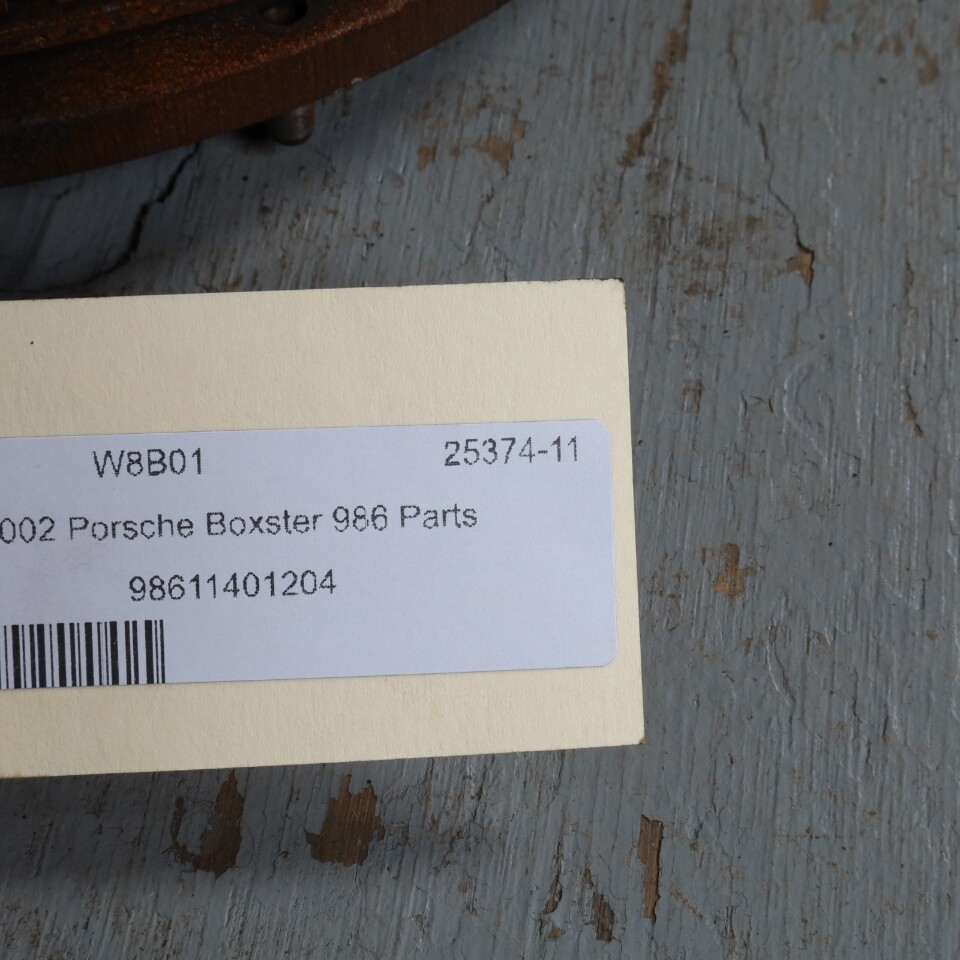 W8B01 25374-11
002 Porsche Boxster 986 Parts
98611401204